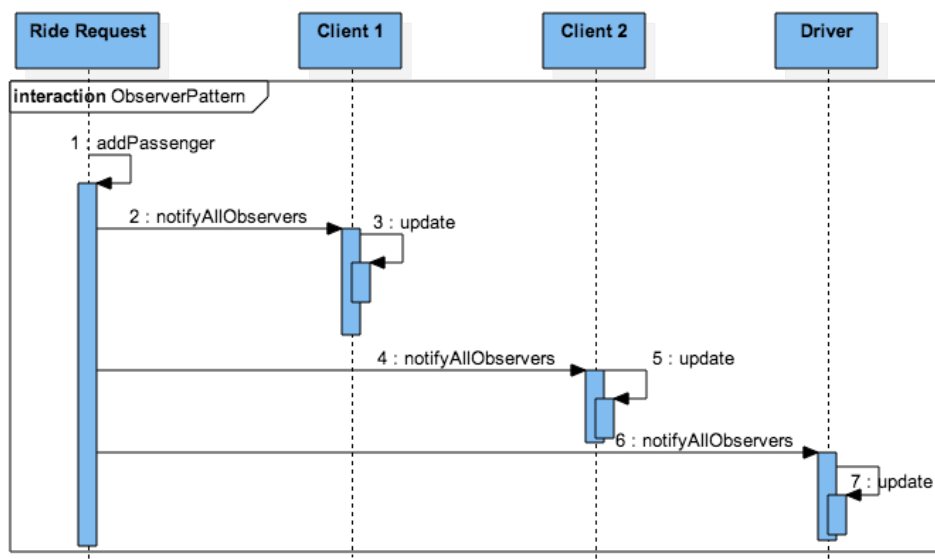 Ride Request
Client 1
Client 2
Driver
interaction ObserverPattern
1 : addPassenger
2 : notifyAllObservers
3 : update
4 : notifyAllObservers
5 : update
6 : notifyAllObservers
7 : update